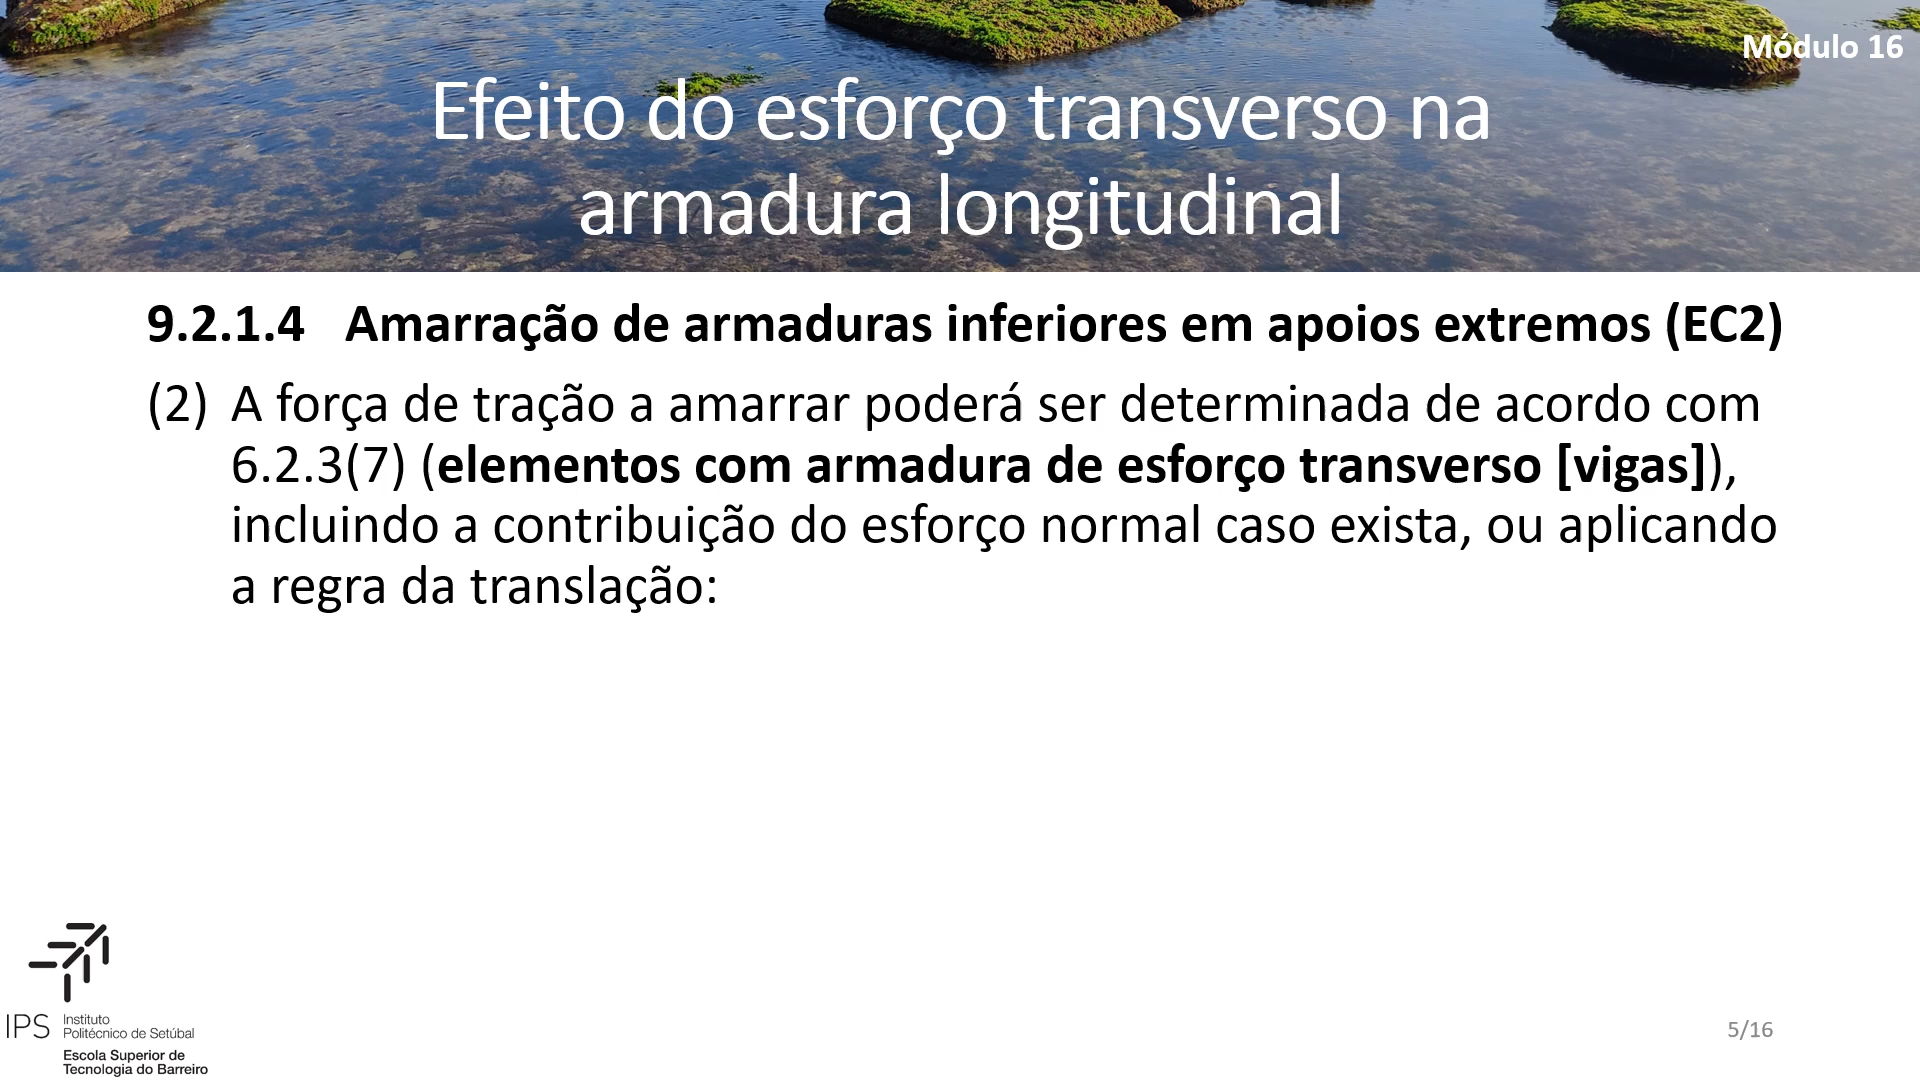 Módulo 16
Efeito do esforço transverso na
armadura longitudinal
9.2.1.4 Amarração de armaduras inferiores em apoios extremos (EC2)
(2) A força de tração a amarrar poderá ser determinada de acordo com
6.2.3(7) (elementos com armadura de esforço transverso [vigas]),
incluindo a contribuição do esforço normal caso exista, ou aplicando
a regra da translação:
IPS Instituto
Politécnico de Setúbal
Escola Superior de
Tecnologia do Barreiro
5/16